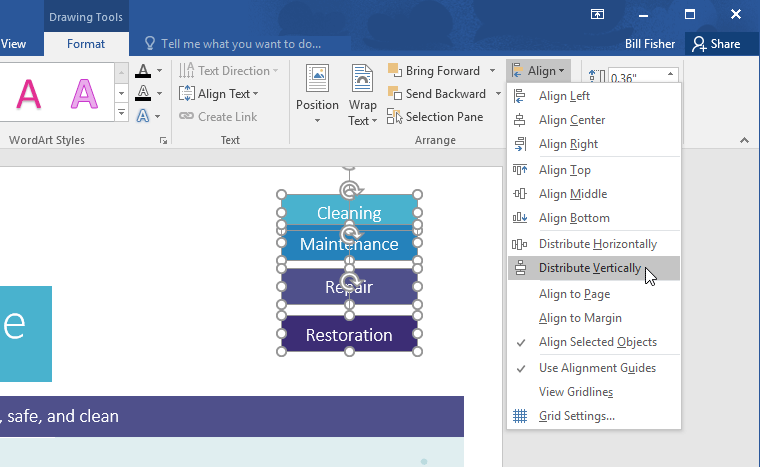 Drawing Tools
View
Format
Tell me what you want to do...
Bill Fisher
Share
A
A
A
A
A
Text Direction
Align Text
Create Link
Position
Wrap
Text
Bring Forward
Send Backward
Selection Pane
Align
0.36"
WordArt Styles
Text
Arrange
Align Left
Align Center
Align Right
Align Top
Align Middle
Align Bottom
Distribute Horizontally
Distribute Vertically
Align to Page
Align to Margin
Align Selected Objects
Use Alignment Guides
View Gridlines
Grid Settings...
Cleaning
Maintenance
Repair
Restoration
e
, safe, and clean